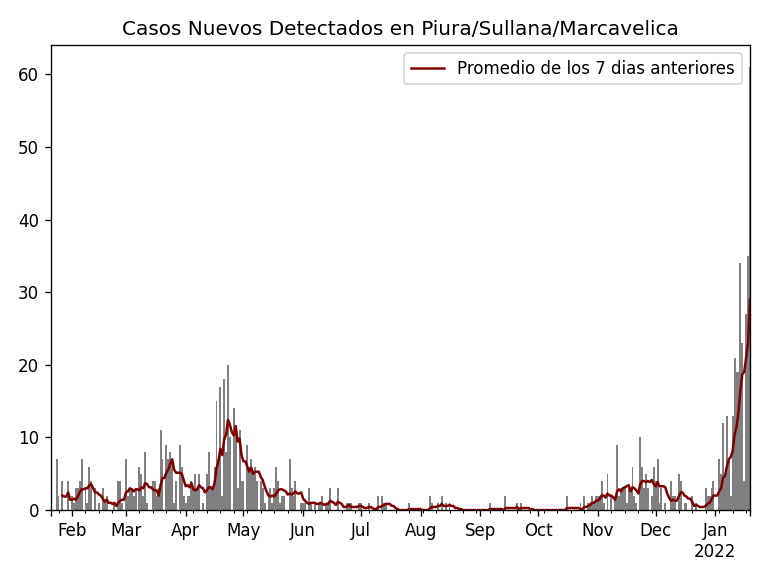 Casos Nuevos Detectados en Piura/Sullana/Marcavelica
Promedio de los 7 dias anteriores
60
50
40
30
20
10
0
Feb Mar Apr May Jun Jul Aug Sep Oct Nov Dec Jan
2022